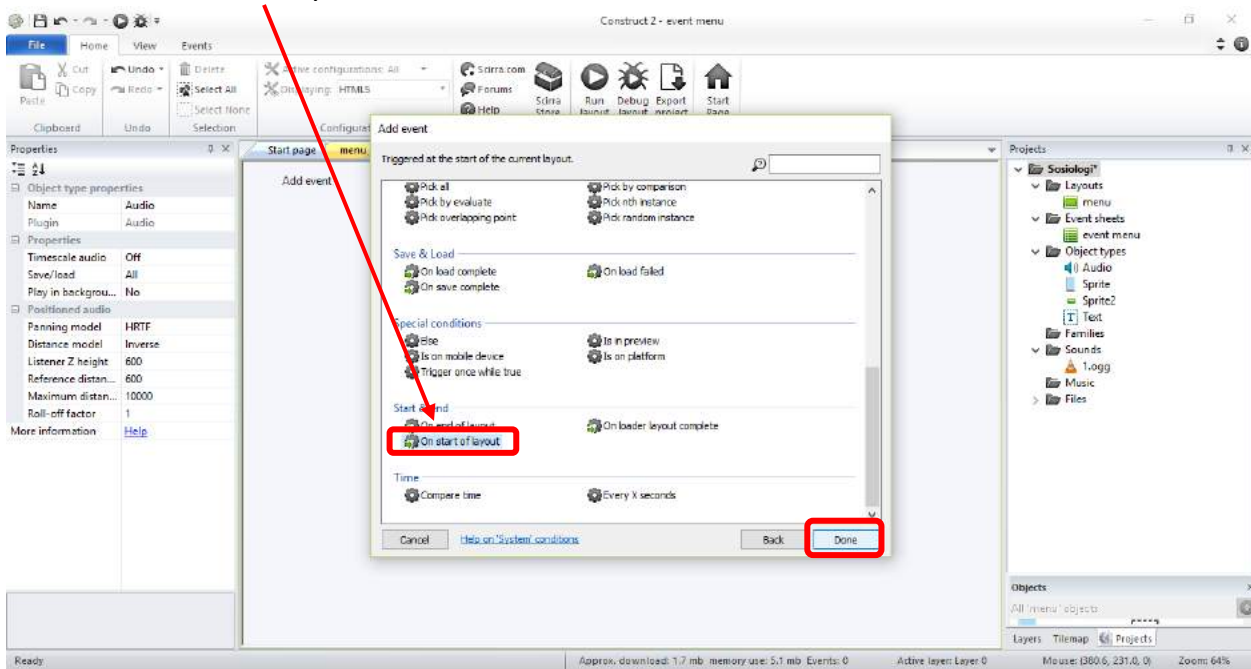 Construct 2 - event menu
File Home View Events
Cut
Copy
Paste
Clipboard
Undo
Redo
Undo
Delete
Select All
Select None
Selection
Active configurations: All
Displaying: HTML5
Configurat
Scirra.com
Forums
Help
Scirra Store
Run layout
Debug layout
Export project
Start Page
Properties
Object type properties
Name Audio
Plugin Audio
Properties
Timescale audio Off
Save/load All
Play in backgrou... No
Positioned audio
Panning model HRTF
Distance model Inverse
Listener Z height 600
Reference distan... 600
Maximum distan... 10000
Roll-off factor 1
More information Help
Start page menu
Add event
Add event
Triggered at the start of the current layout.
Pick all Pick by comparison
Pick by evaluate Pick nth instance
Pick overlapping point Pick random instance
Save & Load
On load complete On load failed
On save complete
Special conditions
Else Is in preview
Is on mobile device Is on platform
Trigger once while true
Start & End
On end of layout On loader layout complete
On start of layout
Time
Compare time Every X seconds
Cancel Help on 'System' conditions Back Done
Projects
Sosiologi*
Layouts
menu
Event sheets
event menu
Object types
Audio
Sprite
Sprite2
T Text
Families
Sounds
1.ogg
Music
Files
Objects
All 'menu' objects
Layers Tilemap Projects
Ready Approx. download: 1.7 mb memory use: 5.1 mb Events: 0 Active layer: Layer 0 Mouse: (380.6, 231.0, 0) Zoom: 64%